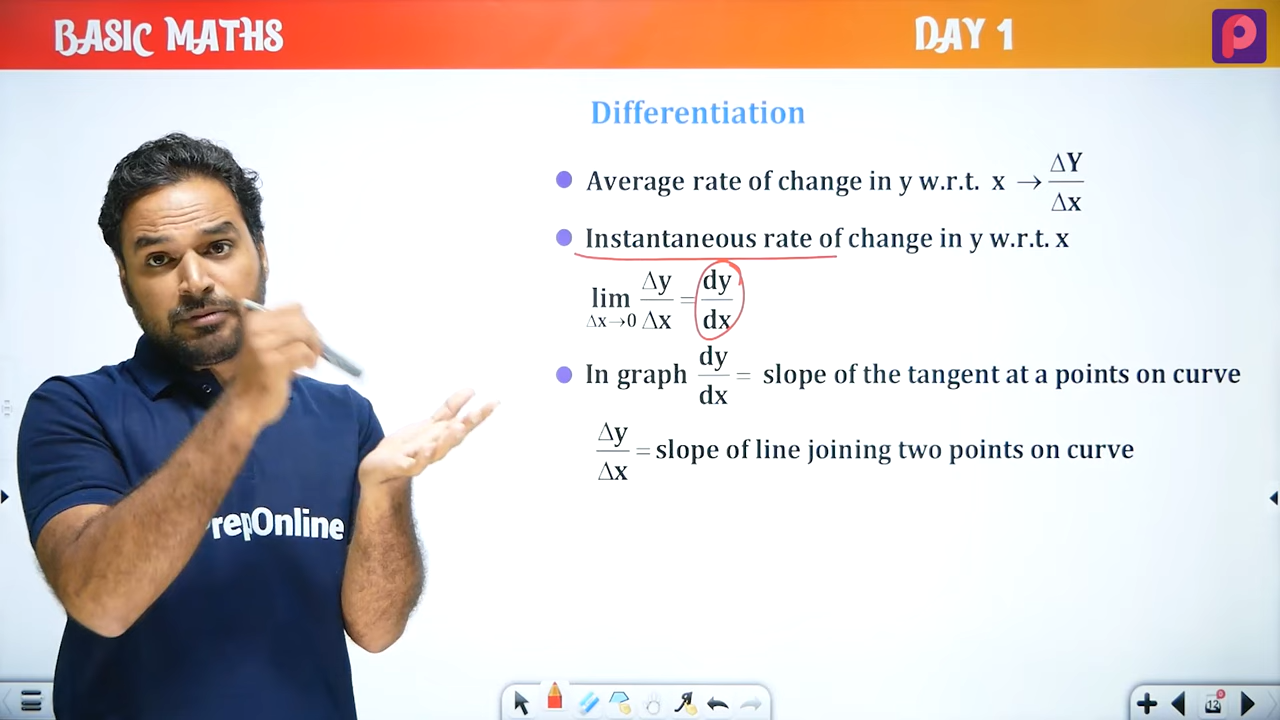 BASIC MATHS
DAY 1
Differentiation
Average rate of change in y w.r.t. x → ΔY/Δx
Instantaneous rate of change in y w.r.t. x
lim Δx→0 Δy/Δx = dy/dx
In graph dy/dx = slope of the tangent at a points on curve
Δy/Δx = slope of line joining two points on curve
repOnline
12